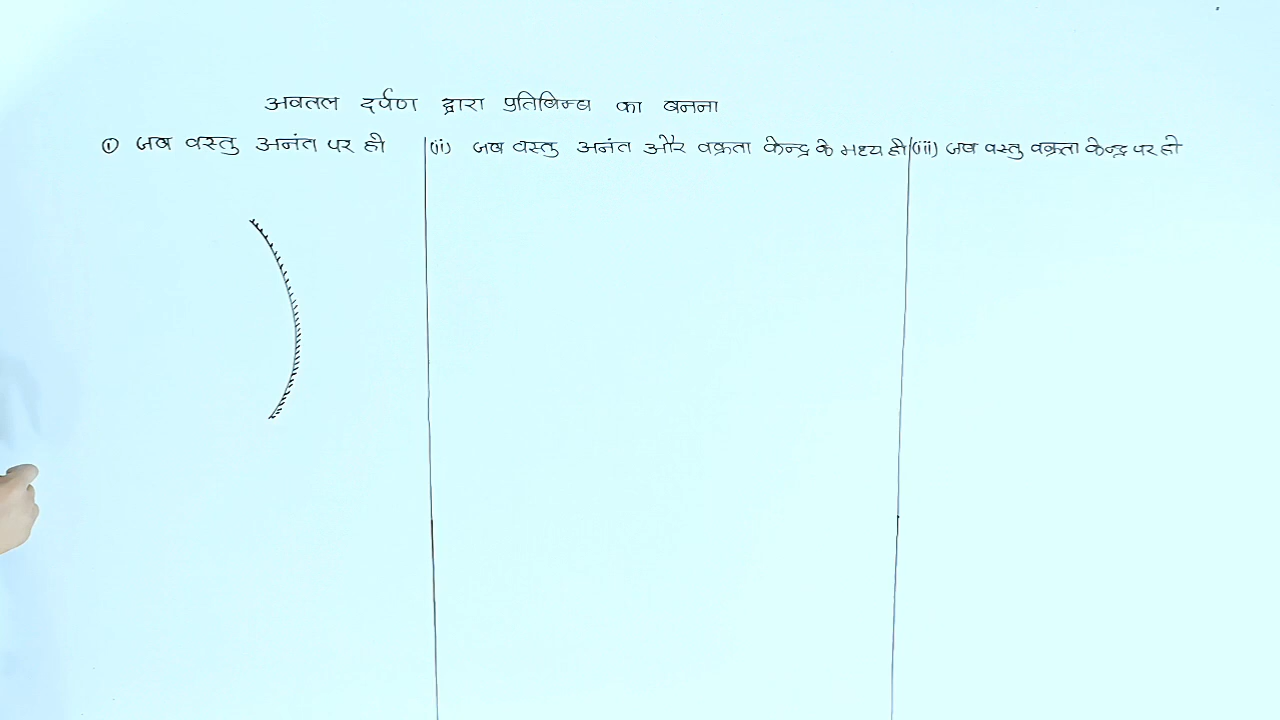 अवतल दर्पण द्वारा प्रतिबिम्ब का बनना
① जब वस्तु अनंत पर हो
(ii) जब वस्तु अनंत और वक्रता केन्द्र के मध्य हो
(iii) जब वस्तु वक्रता केन्द्र पर हो